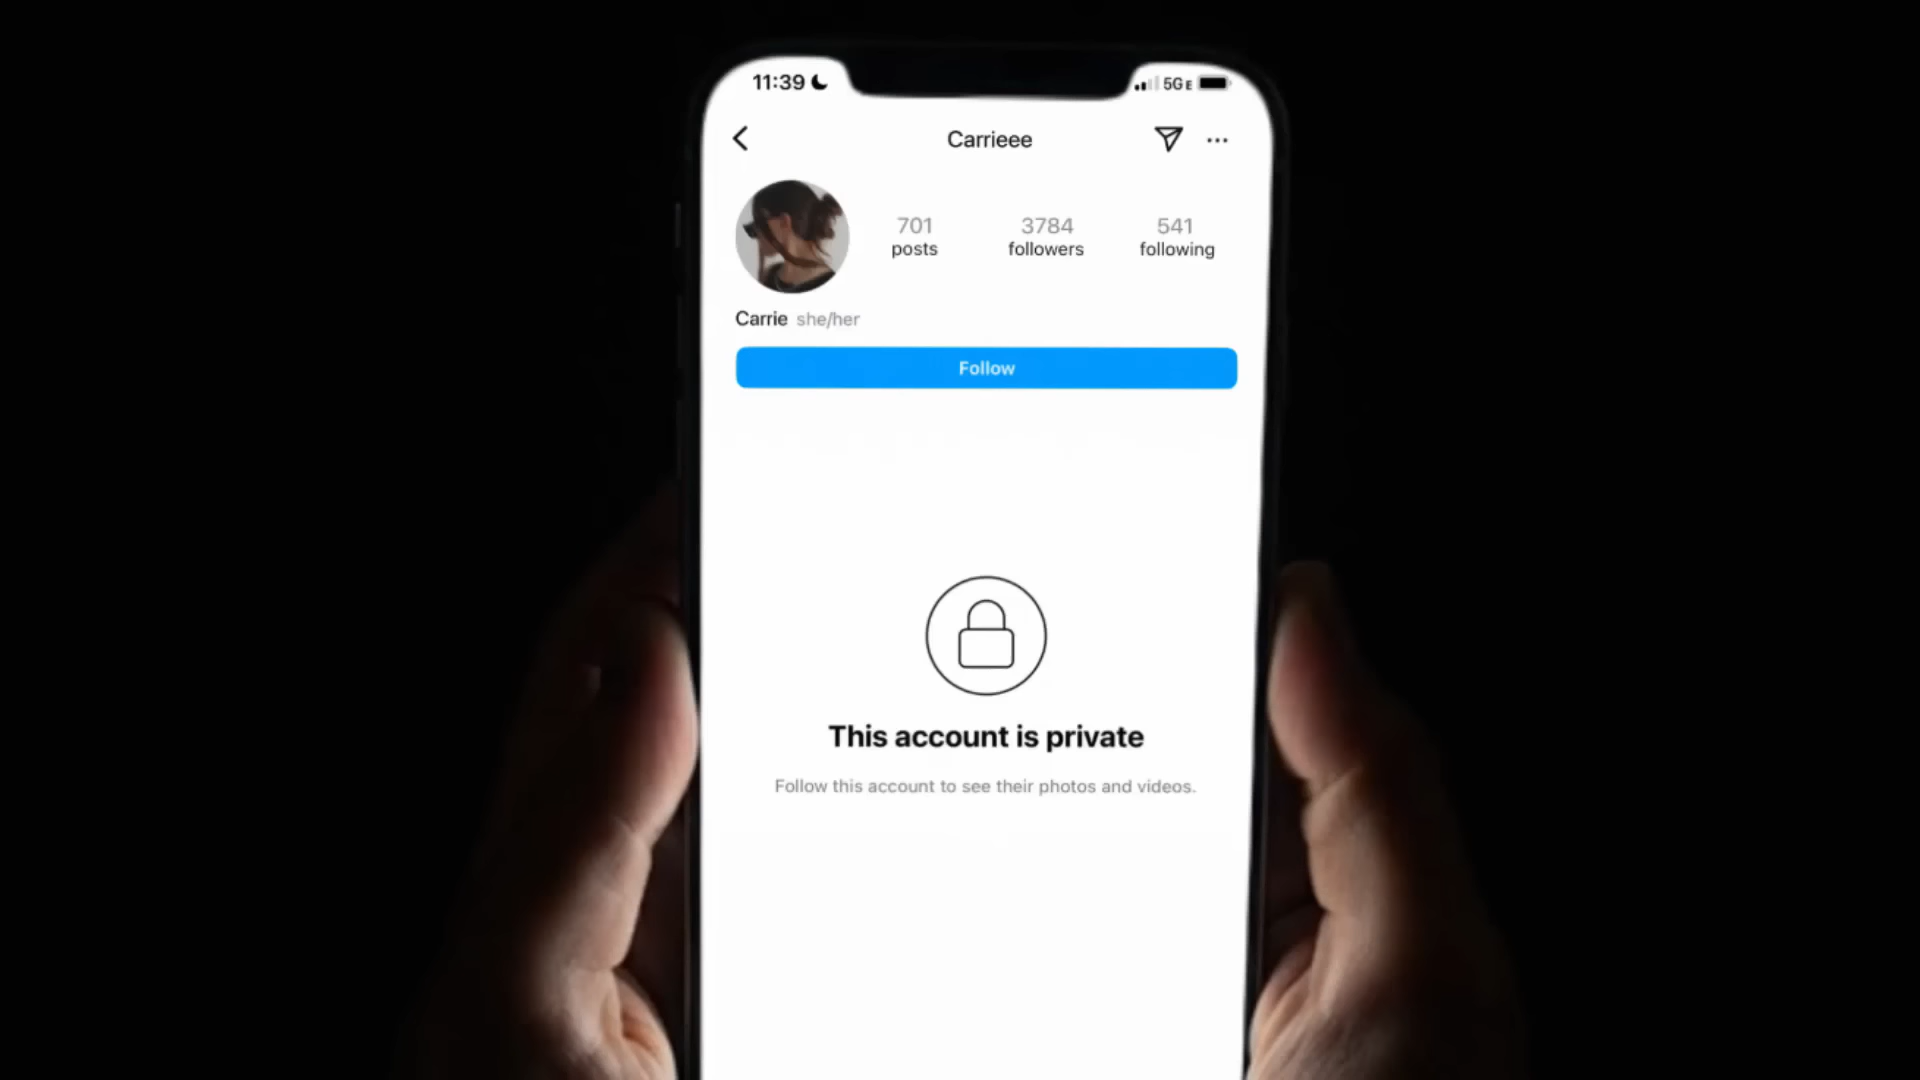 11:39
5GE
Carrieee
701 3784 541
posts followers following
Carrie she/her
Follow
This account is private
Follow this account to see their photos and videos.